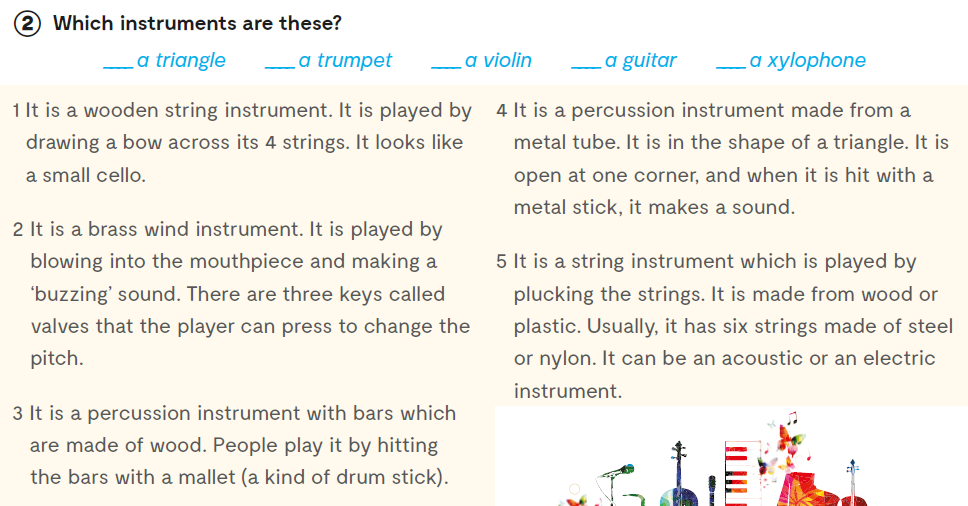 2 Which instruments are these?
___ a triangle ___ a trumpet ___ a violin ___ a guitar ___ a xylophone
1 It is a wooden string instrument. It is played by
drawing a bow across its 4 strings. It looks like
a small cello.
2 It is a brass wind instrument. It is played by
blowing into the mouthpiece and making a
‘buzzing’ sound. There are three keys called
valves that the player can press to change the
pitch.
3 It is a percussion instrument with bars which
are made of wood. People play it by hitting
the bars with a mallet (a kind of drum stick).
4 It is a percussion instrument made from a
metal tube. It is in the shape of a triangle. It is
open at one corner, and when it is hit with a
metal stick, it makes a sound.
5 It is a string instrument which is played by
plucking the strings. It is made from wood or
plastic. Usually, it has six strings made of steel
or nylon. It can be an acoustic or an electric
instrument.